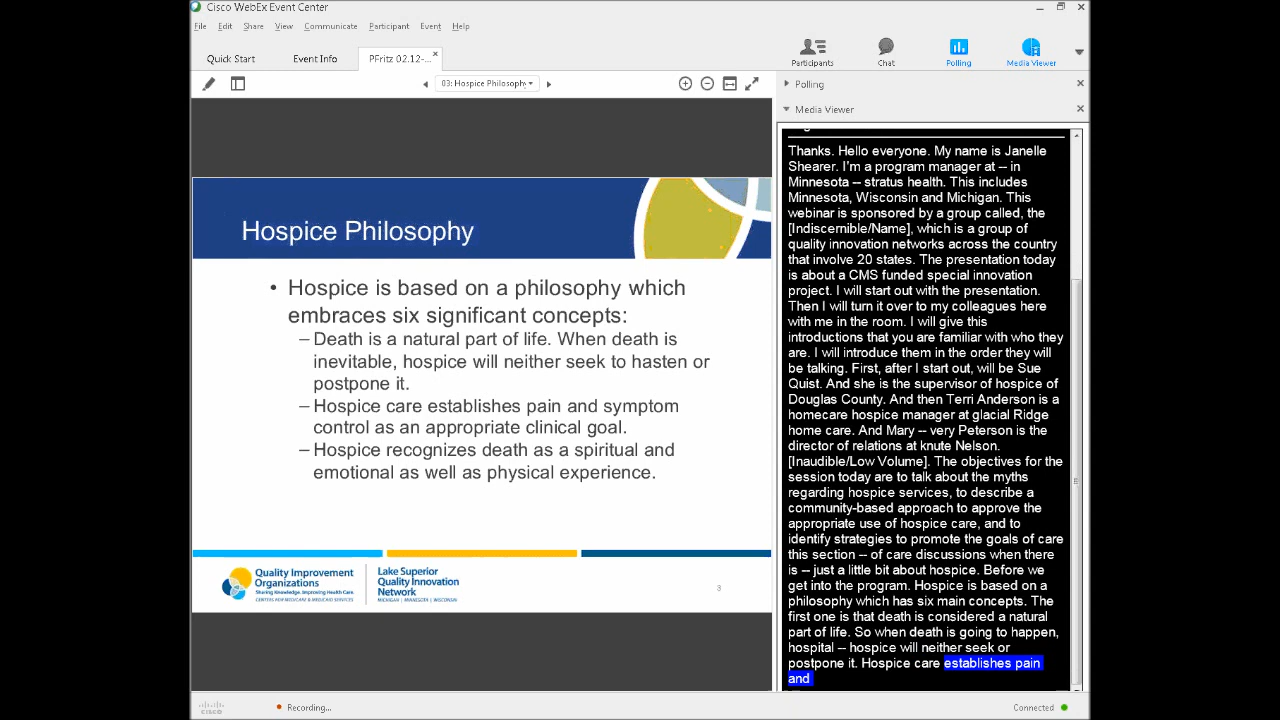 Cisco WebEx Event Center
File Edit Share View Communicate Participant Event Help
Quick Start Event Info PFritz 02.12-...
Participants Chat Polling Media Viewer
03: Hospice Philosophy
Polling
Media Viewer
Hospice Philosophy
• Hospice is based on a philosophy which
embraces six significant concepts:
– Death is a natural part of life. When death is
inevitable, hospice will neither seek to hasten or
postpone it.
– Hospice care establishes pain and symptom
control as an appropriate clinical goal.
– Hospice recognizes death as a spiritual and
emotional as well as physical experience.
Quality Improvement
Organizations
Sharing Knowledge. Improving Health Care.
CENTERS FOR MEDICARE & MEDICAID SERVICES
Lake Superior
Quality Innovation
Network
MICHIGAN | MINNESOTA | WISCONSIN
3
Thanks. Hello everyone. My name is Janelle
Shearer. I'm a program manager at -- in
Minnesota -- stratus health. This includes
Minnesota, Wisconsin and Michigan. This
webinar is sponsored by a group called, the
[Indiscernible/Name], which is a group of
quality innovation networks across the country
that involve 20 states. The presentation today
is about a CMS funded special innovation
project. I will start out with the presentation.
Then I will turn it over to my colleagues here
with me in the room. I will give this
introductions that you are familiar with who they
are. I will introduce them in the order they will
be talking. First, after I start out, will be Sue
Quist. And she is the supervisor of hospice of
Douglas County. And then Terri Anderson is a
homecare hospice manager at glacial Ridge
home care. And Mary -- very Peterson is the
director of relations at knute Nelson.
[Inaudible/Low Volume]. The objectives for the
session today are to talk about the myths
regarding hospice services, to describe a
community-based approach to approve the
appropriate use of hospice care, and to
identify strategies to promote the goals of care
this section -- of care discussions when there
is -- just a little bit about hospice. Before we
get into the program. Hospice is based on a
philosophy which has six main concepts. The
first one is that death is considered a natural
part of life. So when death is going to happen,
hospital -- hospice will neither seek or
postpone it. Hospice care establishes pain
and
CISCO
Recording...
Connected